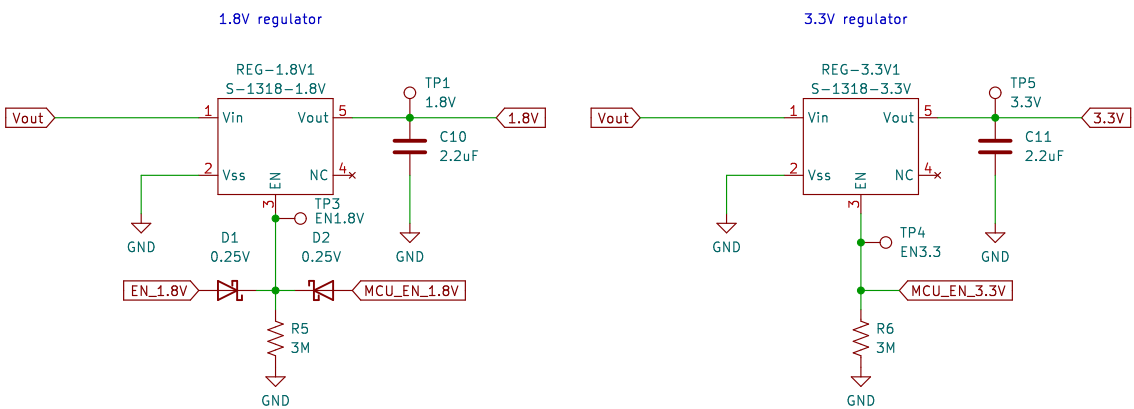 1.8V regulator
REG-1.8V1
S-1318-1.8V
TP1
1.8V
Vout
1
Vin
Vout
5
1.8V
C10
2.2uF
2
Vss
EN
NC
4
3
TP3
EN1.8V
GND
GND
D1
0.25V
D2
0.25V
EN_1.8V
MCU_EN_1.8V
R5
3M
GND
3.3V regulator
REG-3.3V1
S-1318-3.3V
TP5
3.3V
Vout
1
Vin
Vout
5
3.3V
C11
2.2uF
2
Vss
EN
NC
4
3
TP4
EN3.3
GND
GND
MCU_EN_3.3V
R6
3M
GND